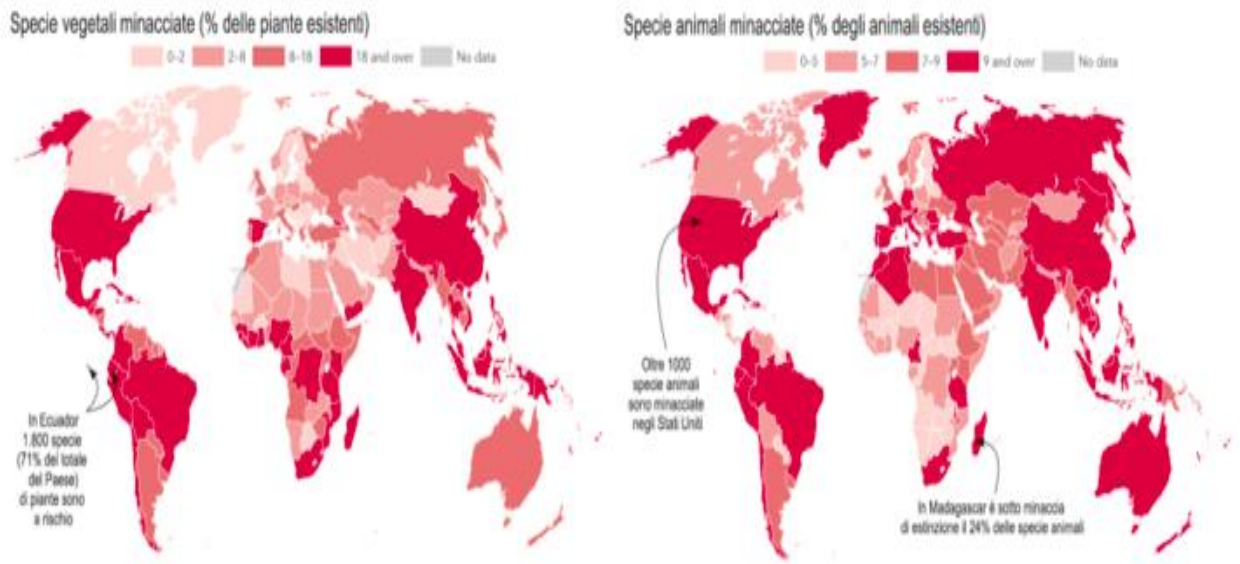 Specie vegetali minacciate (% delle piante esistenti)
0-2 2-8 8-18 18 and over No data
In Ecuador
1.800 specie
(71% del totale
del Paese)
di piante sono
a rischio
Specie animali minacciate (% degli animali esistenti)
0-5 5-7 7-9 9 and over No data
Oltre 1000
specie animali
sono minacciate
negli Stati Uniti
In Madagascar è sotto minaccia
di estinzione il 24% delle specie animali